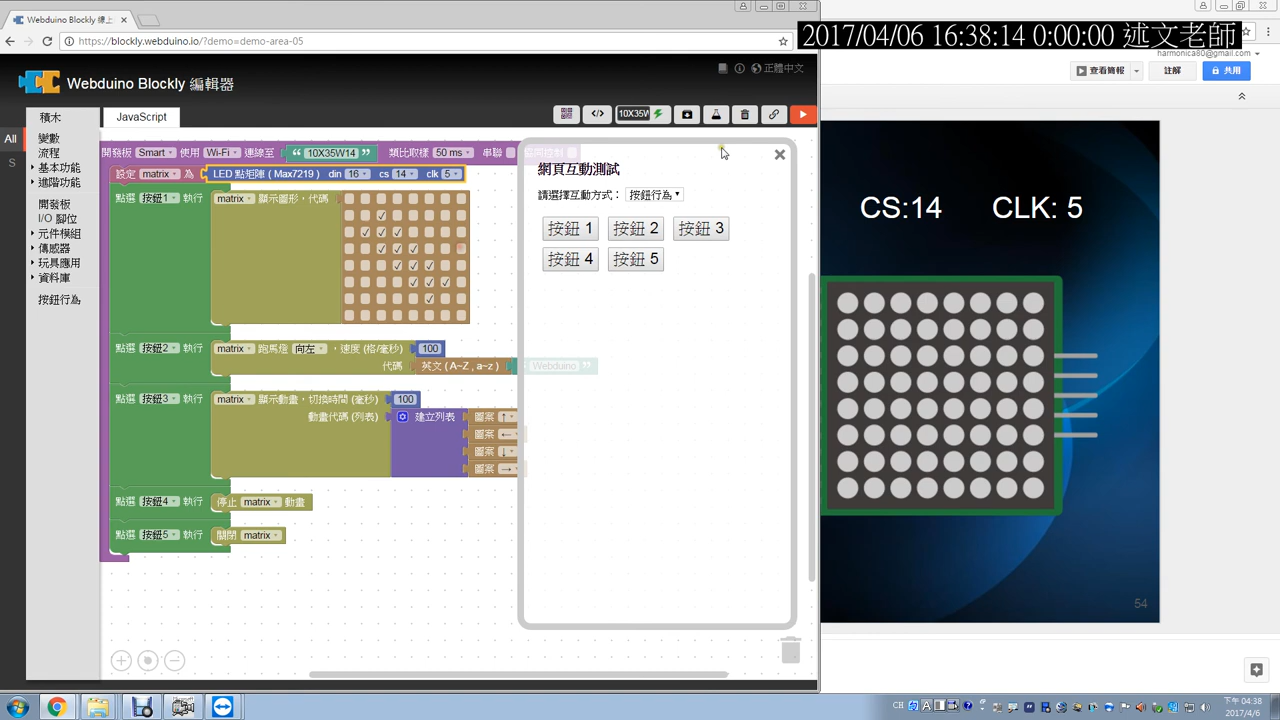 Webduino Blockly 線上
https://blockly.webduino.io/?demo=demo-area-05
2017/04/06 16:38:14 0:00:00 述文老師
harmonica80@gmail.com
Webduino Blockly 編輯器
正體中文
查看簡報
註解
共用
積木
JavaScript
10X35W
All
S
變數
流程
基本功能
進階功能
開發板
I/O 腳位
元件模組
傳感器
玩具應用
資料庫
按鈕行為
開發板 Smart 使用 Wi-Fi 連線至 “ 10X35W14 ” 類比取樣 50 ms 串聯
設定 matrix 為 LED 點矩陣 ( Max7219 ) din 16 cs 14 clk 5
點選 按鈕1 執行 matrix 顯示圖形，代碼
點選 按鈕2 執行 matrix 跑馬燈 向左 ，速度 (格/毫秒) 100
代碼 英文 ( A~Z , a~z ) Webduino ”
點選 按鈕3 執行 matrix 顯示動畫，切換時間 (毫秒) 100
動畫代碼 (列表) 建立列表 圖案 ↑
圖案 ←
圖案 ↓
圖案 →
點選 按鈕4 執行 停止 matrix 動畫
點選 按鈕5 執行 關閉 matrix
網頁互動測試
請選擇互動方式： 按鈕行為
按鈕 1 按鈕 2 按鈕 3
按鈕 4 按鈕 5
CS:14 CLK: 5
54
CH
下午 04:38
2017/4/6